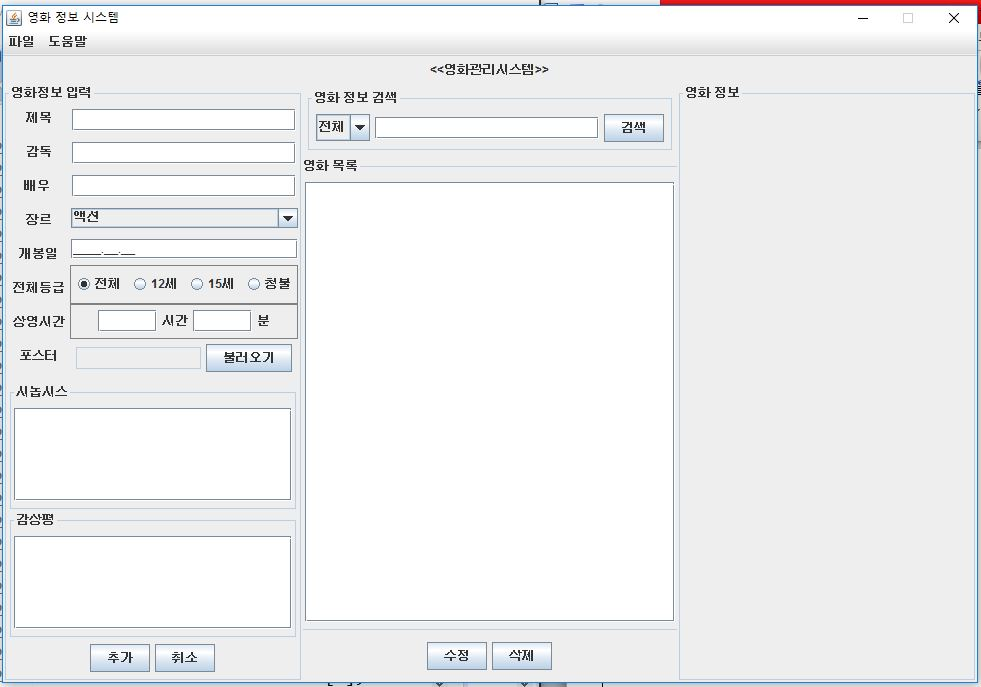 영화 정보 시스템
파일 도움말
<<영화관리시스템>>
영화정보 입력
제목
감독
배우
장르 액션
개봉일 ____.__.__
전체등급 전체 12세 15세 청불
상영시간 시간 분
포스터 불러오기
시놉시스
감상평
추가 취소
영화 정보 검색
전체 검색
영화 목록
수정 삭제
영화 정보